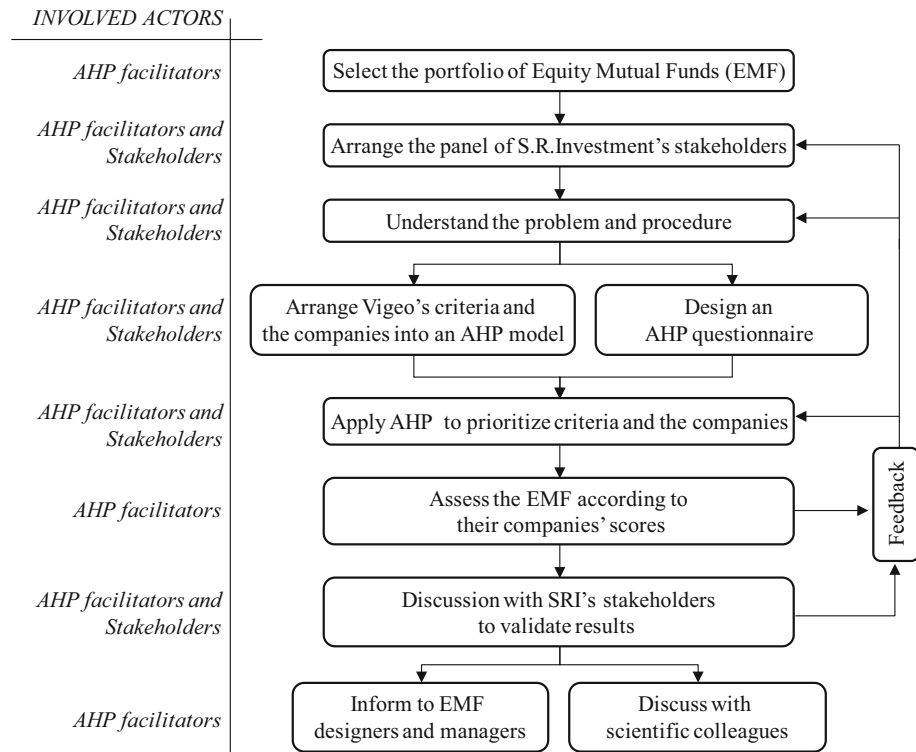 INVOLVED ACTORS
AHP facilitators
Select the portfolio of Equity Mutual Funds (EMF)
AHP facilitators and
Stakeholders
Arrange the panel of S.R.Investment's stakeholders
AHP facilitators and
Stakeholders
Understand the problem and procedure
AHP facilitators and
Stakeholders
Arrange Vigeo's criteria and
the companies into an AHP model
Design an
AHP questionnaire
AHP facilitators and
Stakeholders
Apply AHP to prioritize criteria and the companies
AHP facilitators
Assess the EMF according to
their companies' scores
Feedback
AHP facilitators and
Stakeholders
Discussion with SRI's stakeholders
to validate results
AHP facilitators
Inform to EMF
designers and managers
Discuss with
scientific colleagues